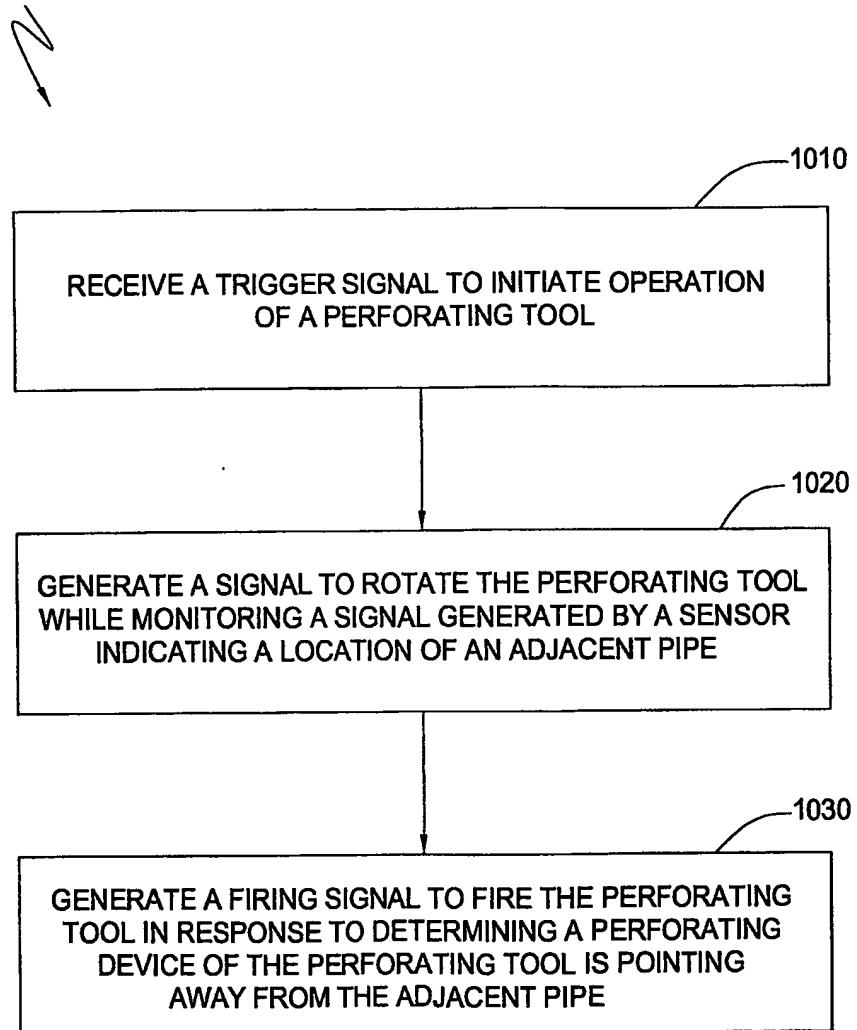 1010
RECEIVE A TRIGGER SIGNAL TO INITIATE OPERATION
OF A PERFORATING TOOL
1020
GENERATE A SIGNAL TO ROTATE THE PERFORATING TOOL
WHILE MONITORING A SIGNAL GENERATED BY A SENSOR
INDICATING A LOCATION OF AN ADJACENT PIPE
1030
GENERATE A FIRING SIGNAL TO FIRE THE PERFORATING
TOOL IN RESPONSE TO DETERMINING A PERFORATING
DEVICE OF THE PERFORATING TOOL IS POINTING
AWAY FROM THE ADJACENT PIPE